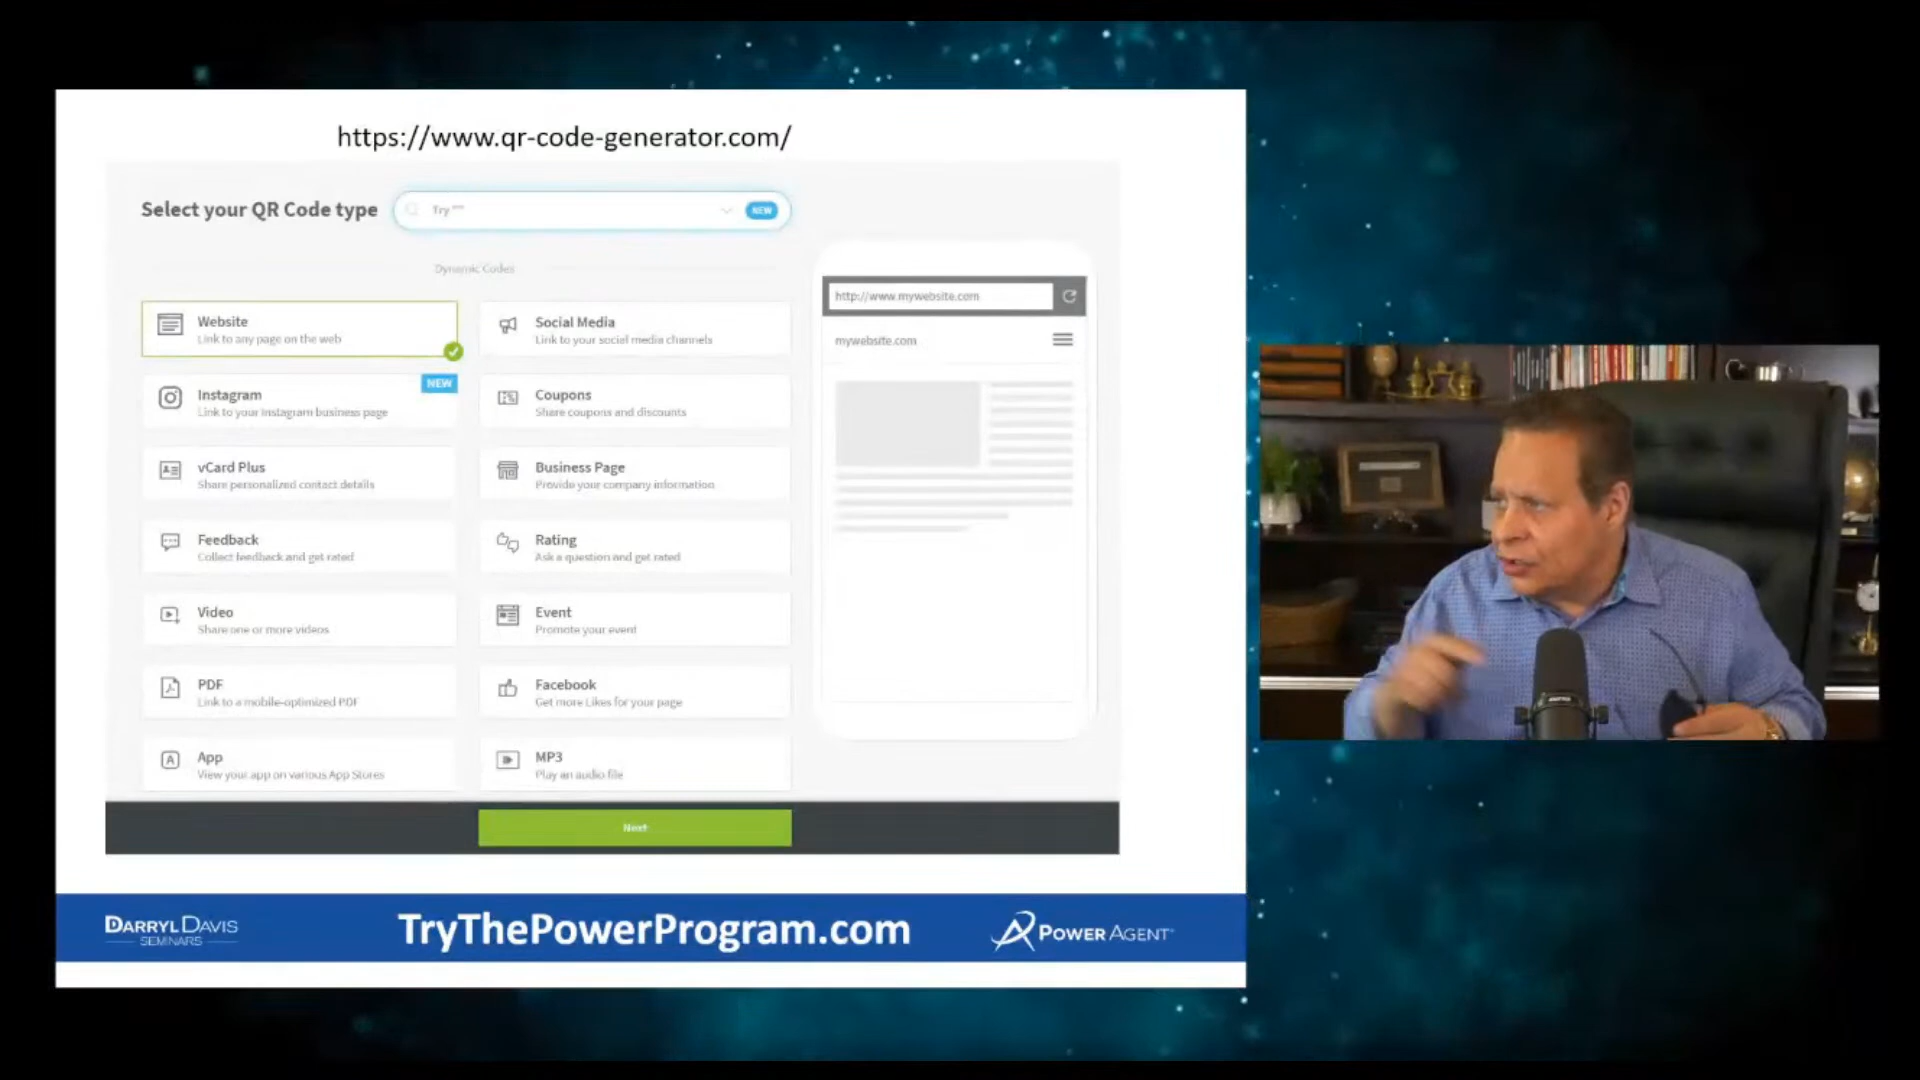 https://www.qr-code-generator.com/
Select your QR Code type
Try ""
NEW
Dynamic Codes
Website
Link to any page on the web
Social Media
Link to your social media channels
Instagram
Link to your Instagram business page
NEW
Coupons
Share coupons and discounts
vCard Plus
Share personalized contact details
Business Page
Provide your company information
Feedback
Collect feedback and get rated
Rating
Ask a question and get rated
Video
Share one or more videos
Event
Promote your event
PDF
Link to a mobile-optimized PDF
Facebook
Get more Likes for your page
App
View your app on various App Stores
MP3
Play an audio file
Next
http://www.mywebsite.com
mywebsite.com
DARRYL DAVIS
SEMINARS
TryThePowerProgram.com
POWER AGENT